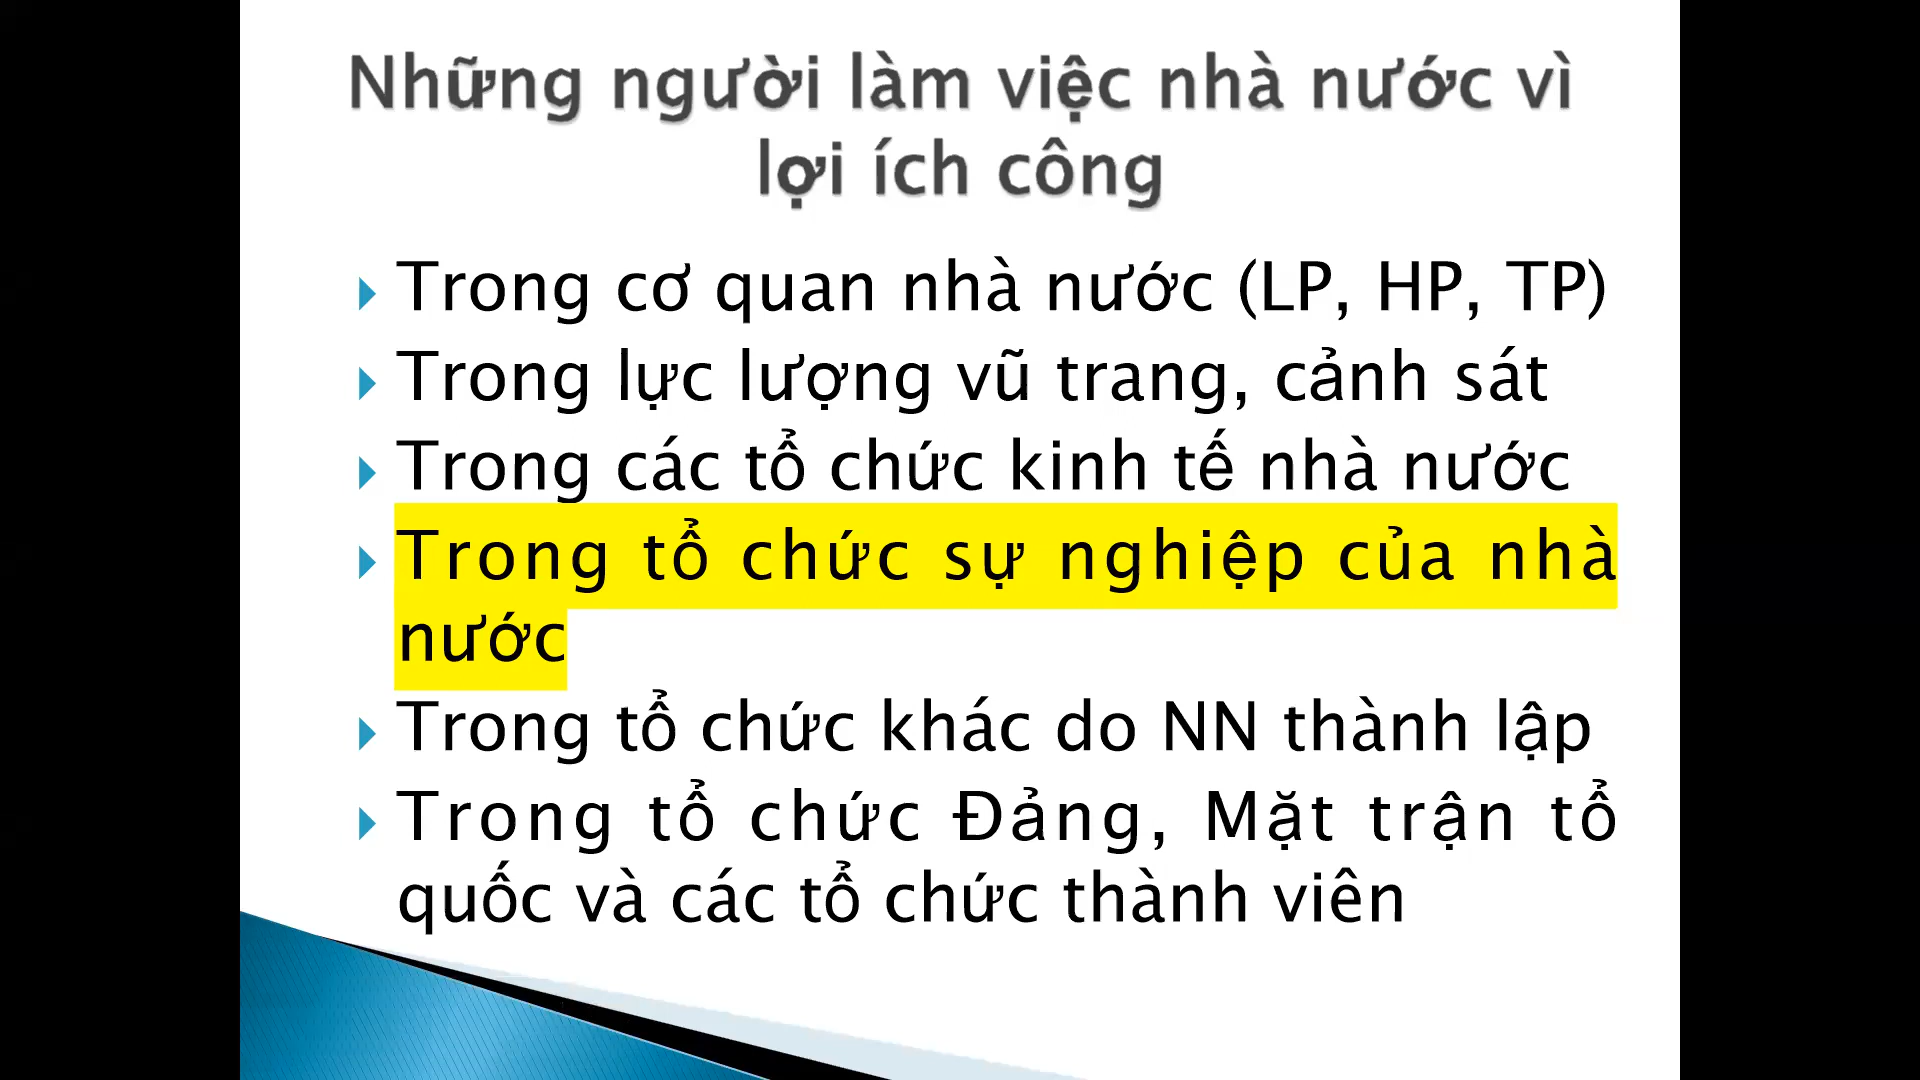 Những người làm việc nhà nước vì
lợi ích công
Trong cơ quan nhà nước (LP, HP, TP)
Trong lực lượng vũ trang, cảnh sát
Trong các tổ chức kinh tế nhà nước
Trong tổ chức sự nghiệp của nhà
nước
Trong tổ chức khác do NN thành lập
Trong tổ chức Đảng, Mặt trận tổ
quốc và các tổ chức thành viên